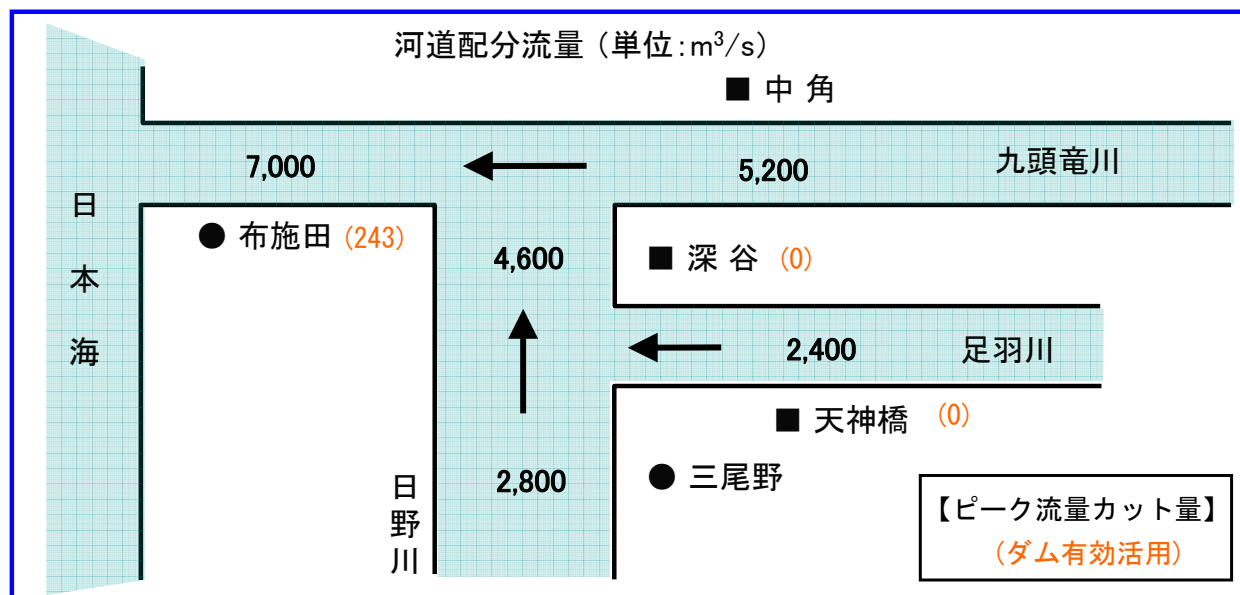 河道配分流量（単位：m³/s）
■ 中 角
7,000
5,200
九頭竜川
日本海
● 布施田 (243)
4,600
■ 深 谷 (0)
2,400
足羽川
■ 天神橋 (0)
2,800
● 三尾野
日野川
【ピーク流量カット量】
(ダム有効活用)